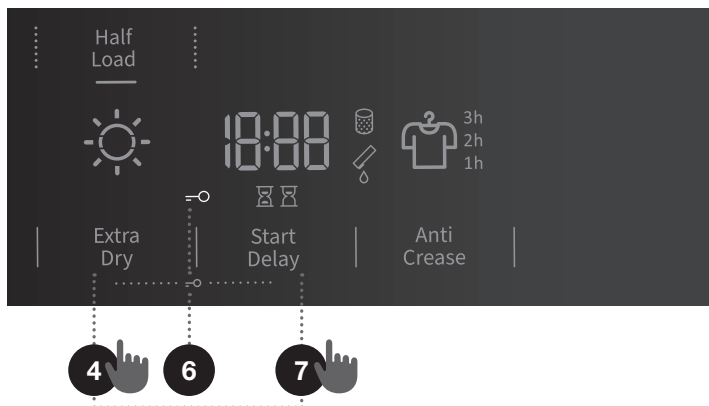 Half
Load
18:88
3h
2h
1h
Extra
Dry
Start
Delay
Anti
Crease
4
6
7